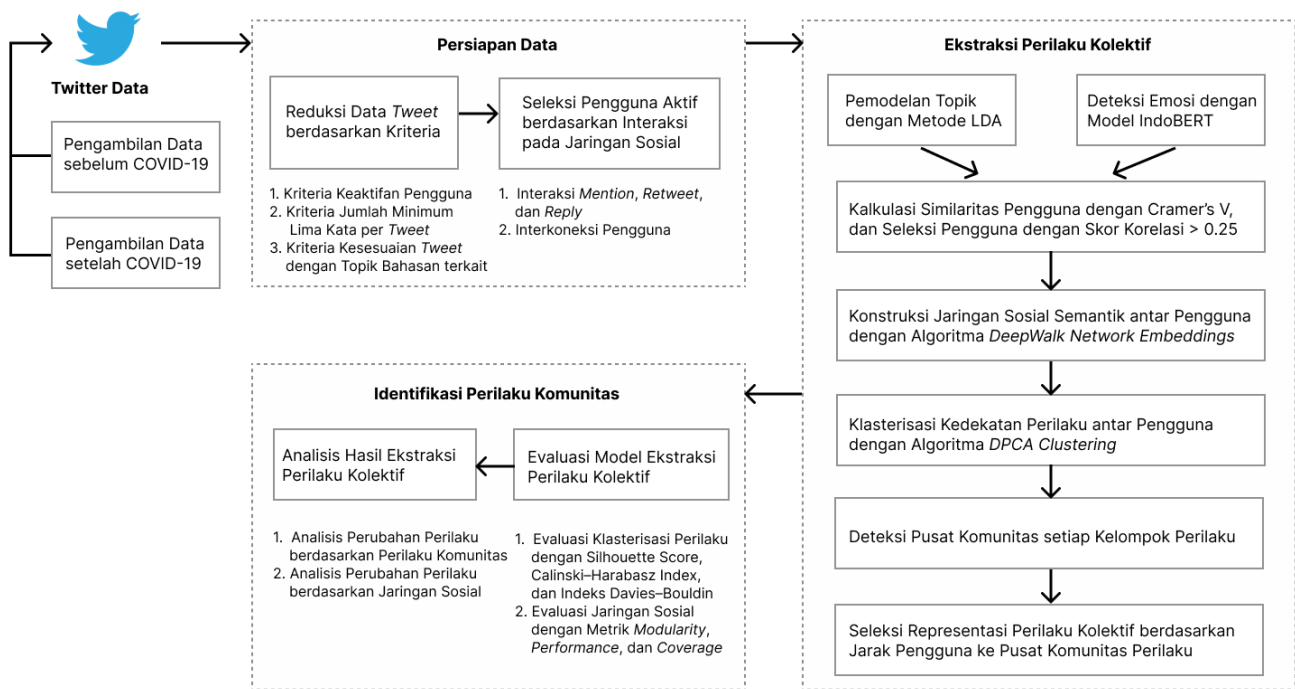 Twitter Data
Pengambilan Data
sebelum COVID-19
Pengambilan Data
setelah COVID-19
Persiapan Data
Reduksi Data Tweet
berdasarkan Kriteria
1. Kriteria Keaktifan Pengguna
2. Kriteria Jumlah Minimum
Lima Kata per Tweet
3. Kriteria Kesesuaian Tweet
dengan Topik Bahasan terkait
Seleksi Pengguna Aktif
berdasarkan Interaksi
pada Jaringan Sosial
1. Interaksi Mention, Retweet,
dan Reply
2. Interkoneksi Pengguna
Ekstraksi Perilaku Kolektif
Pemodelan Topik
dengan Metode LDA
Deteksi Emosi dengan
Model IndoBERT
Kalkulasi Similaritas Pengguna dengan Cramer's V,
dan Seleksi Pengguna dengan Skor Korelasi > 0.25
Konstruksi Jaringan Sosial Semantik antar Pengguna
dengan Algoritma DeepWalk Network Embeddings
Klasterisasi Kedekatan Perilaku antar Pengguna
dengan Algoritma DPCA Clustering
Deteksi Pusat Komunitas setiap Kelompok Perilaku
Seleksi Representasi Perilaku Kolektif berdasarkan
Jarak Pengguna ke Pusat Komunitas Perilaku
Identifikasi Perilaku Komunitas
Evaluasi Model Ekstraksi
Perilaku Kolektif
1. Evaluasi Klasterisasi Perilaku
dengan Silhouette Score,
Calinski–Harabasz Index,
dan Indeks Davies–Bouldin
2. Evaluasi Jaringan Sosial
dengan Metrik Modularity,
Performance, dan Coverage
Analisis Hasil Ekstraksi
Perilaku Kolektif
1. Analisis Perubahan Perilaku
berdasarkan Perilaku Komunitas
2. Analisis Perubahan Perilaku
berdasarkan Jaringan Sosial